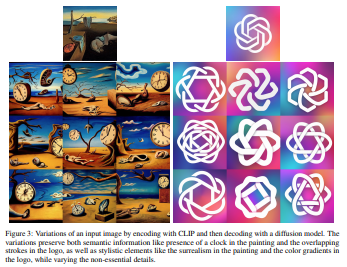 Figure 3: Variations of an input image by encoding with CLIP and then decoding with a diffusion model. The
variations preserve both semantic information like presence of a clock in the painting and the overlapping
strokes in the logo, as well as stylistic elements like the surrealism in the painting and the color gradients in
the logo, while varying the non-essential details.